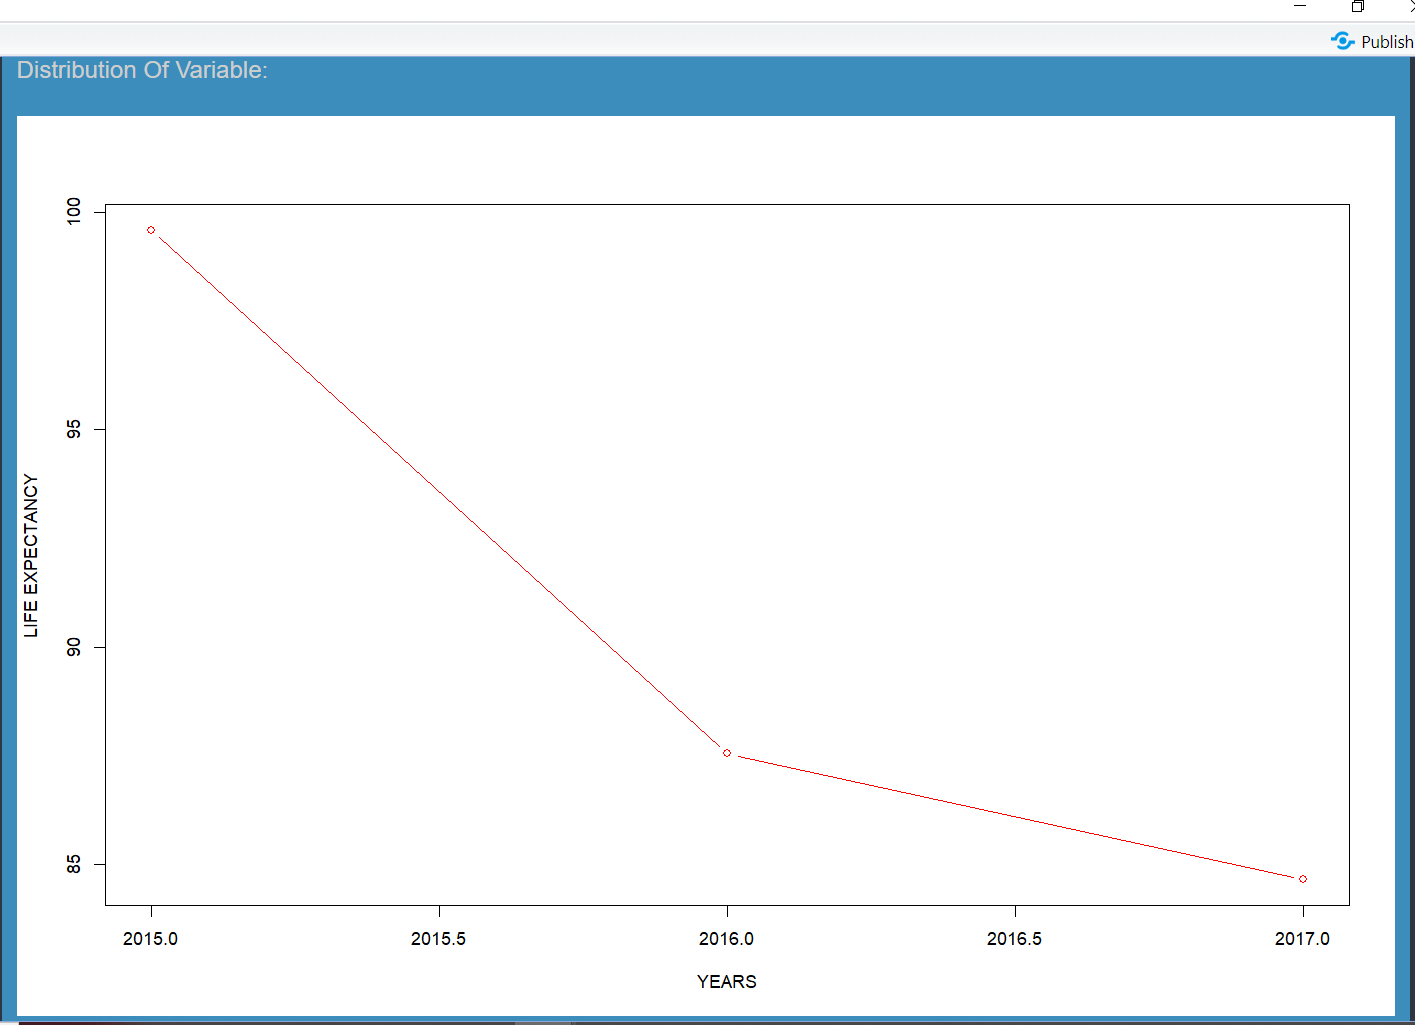 Publish
Distribution Of Variable:
100
95
90
85
LIFE EXPECTANCY
2015.0 2015.5 2016.0 2016.5 2017.0
YEARS